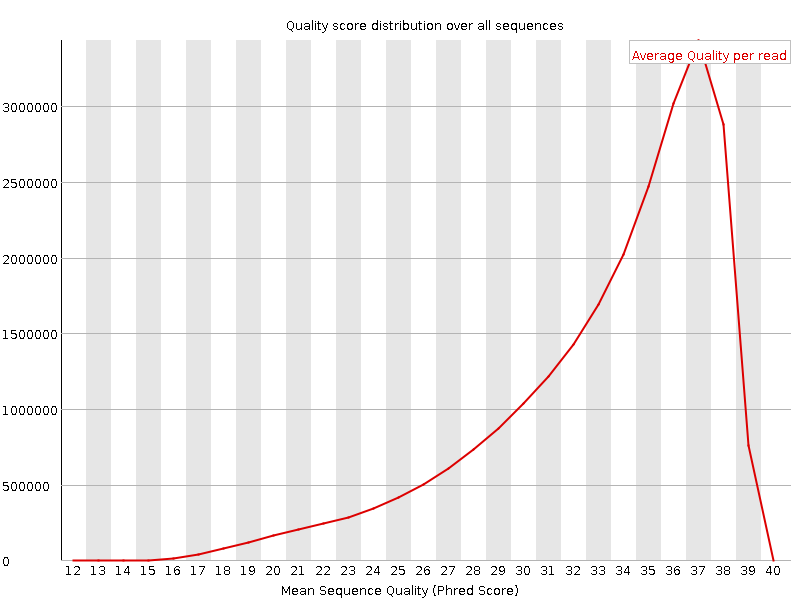 Quality score distribution over all sequences
Average Quality per read
3000000
2500000
2000000
1500000
1000000
500000
0
12 13 14 15 16 17 18 19 20 21 22 23 24 25 26 27 28 29 30 31 32 33 34 35 36 37 38 39 40
Mean Sequence Quality (Phred Score)